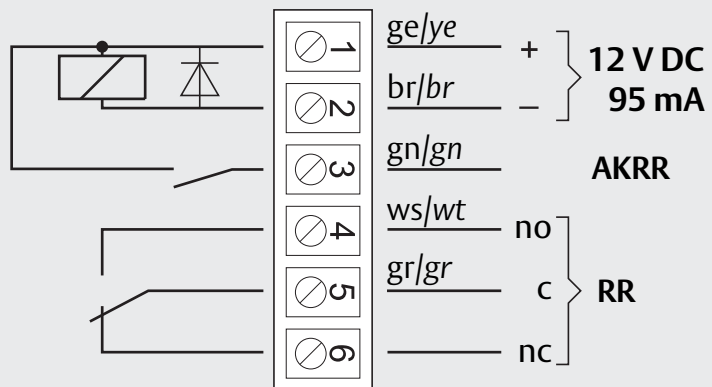 1 ge/ye + 12 V DC
2 br/br – 95 mA
3 gn/gn AKRR
4 ws/wt no
5 gr/gr c RR
6 nc